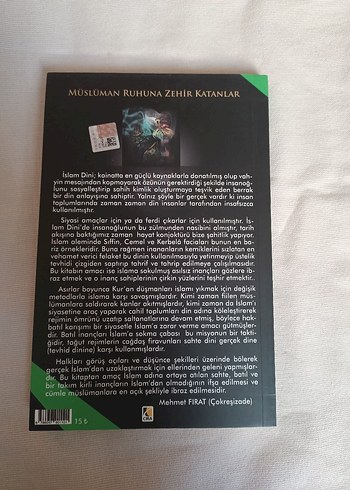 MÜSLÜMAN RUHUNA ZEHİR KATANLAR
İslam Dini; kainatta en güçlü kaynaklarla donatılmış olup vah-
yin mesajından kopmayarak özünün gerektirdiği şekilde insanoğ-
lunu sosyalleştirip sahih kimlik oluşturmaya teşvik eden berrak
bir din anlayışına sahiptir. Yalnız şöyle bir gerçek vardır ki insan
toplumlarında zaman zaman din insanlar tarafından insafsızca
kullanılmıştır.
Siyasi amaçlar için ya da ferdi çıkarlar için kullanılmıştır. İs-
lam Dini'de insanoğlunun bu zulmünden nasibini almıştır, tarih
akışına baktığımız zaman hayat konjoktürü bize şahitlik yapıyor.
İslam aleminde Sıffin, Cemel ve Kerbelâ faciaları bunun en ba-
riz örnekleridir. Buna rağmen inananların kemiklerini sızlatan en
vehamet verici felaket bu dinin kullanılmasıyla yetinmeyip üstelik
tevhidi çizgiden saptırıp tahrif ve tahrip edilmeye çalışılmasıdır.
Bu kitabın amacı ise islama sokulmuş asılsız inançları gözlere ib-
raz etmek ve o inanç sahiplerinin çirkin yüzlerini teşhir etmektir..
Asırlar boyunca Kur'an düşmanları islamı yıkmak için değişik
metodlarla islama karşı savaşmışlardır. Kimi zaman fiilen müs-
lümanlara saldırarak kanlar akıtmışlardır, kimi zaman da İslam'ı
siyasetine araç yaparak cahil toplumları din adına köleleştirerek
rejimin ömrünü uzatıp saltanatlarına devam etmiş, böylece hak-
batıl karışımı bir siyasetle İslam'a zarar verme amacı gütmüşler-
dir. Batıl inançları İslam'a sokma çabası bu misyonun bir takti-
ğidir, tağut rejimlerin çağdaş firavunları sahte dini gerçek dine
(tevhid dinine) karşı kullanmışlardır.
Halkları görüş açıları ve düşünce şekilleri üzerinde bölerek
gerçek İslam'dan uzaklaştırmak için ellerinden geleni yapmışlar-
dır. Bu kitaptan amaç İslam adına ortaya atılan sahte, batıl ve
bir takım kirli inançların İslam'dan olmadığının ifşa edilmesi ve
cümle müslümanlara en açık şekliyle ibraz edilmesidir.
Mehmet FIRAT (Çokreşizade)
15 ₺
ÇIRA